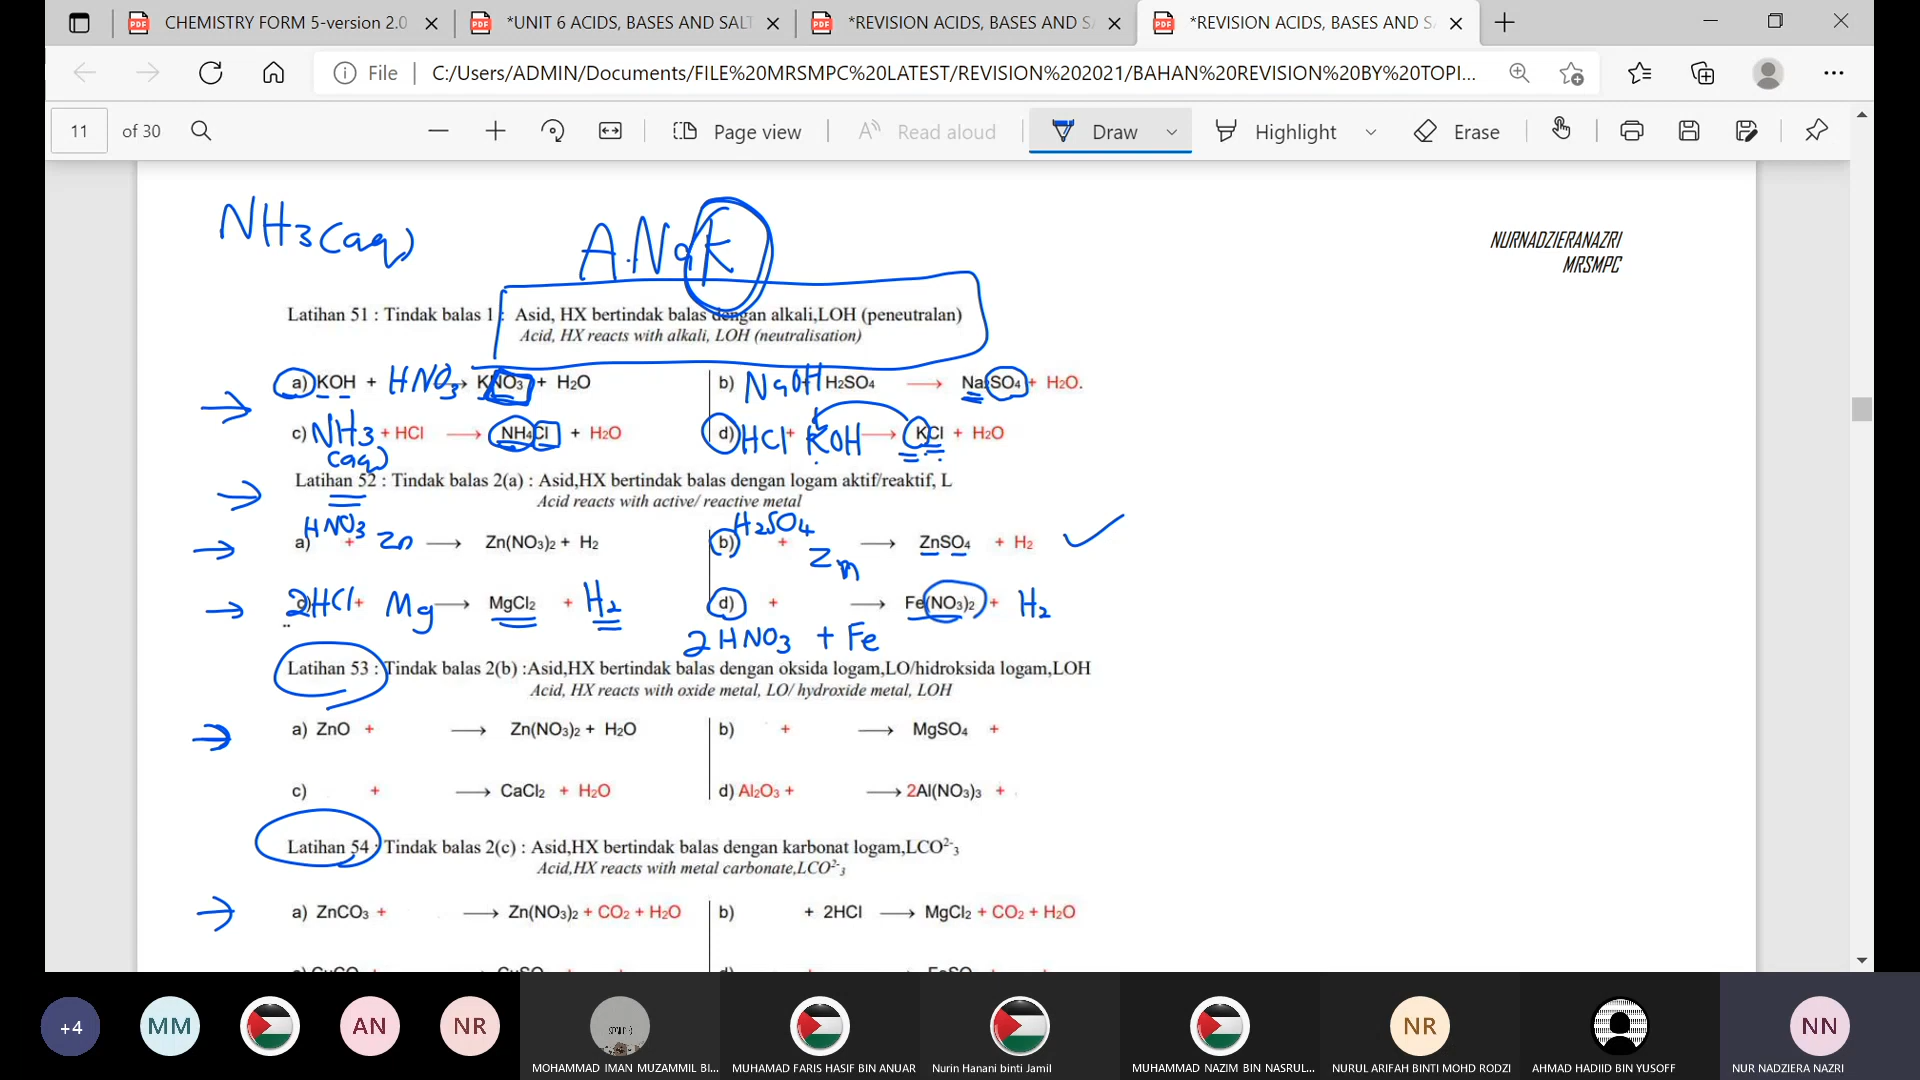 CHEMISTRY FORM 5-version 2.0
*UNIT 6 ACIDS, BASES AND SALT
*REVISION ACIDS, BASES AND SA
*REVISION ACIDS, BASES AND SA
File C:/Users/ADMIN/Documents/FILE%20MRSMPC%20LATEST/REVISION%202021/BAHAN%20REVISION%20BY%20TOPI...
11 of 30 Page view Read aloud Draw Highlight Erase
NH3(aq) A.NaK
NURNADZIERANAZRI
MRSMPC
Latihan 51 : Tindak balas 1 : Asid, HX bertindak balas dengan alkali,LOH (peneutralan)
Acid, HX reacts with alkali, LOH (neutralisation)
a) KOH + HNO3 → KNO3 + H2O b) NaOH + H2SO4 → Na2SO4 + H2O.
c) NH3 + HCl → NH4Cl + H2O d) HCl + KOH → KCl + H2O
(aq)
Latihan 52 : Tindak balas 2(a) : Asid,HX bertindak balas dengan logam aktif/reaktif, L
Acid reacts with active/ reactive metal
a) HNO3 + Zn → Zn(NO3)2 + H2 b) H2SO4 + Zn → ZnSO4 + H2
c) 2HCl + Mg → MgCl2 + H2 d) + → Fe(NO3)2 + H2
2HNO3 + Fe
Latihan 53 : Tindak balas 2(b) :Asid,HX bertindak balas dengan oksida logam,LO/hidroksida logam,LOH
Acid, HX reacts with oxide metal, LO/ hydroxide metal, LOH
a) ZnO + → Zn(NO3)2 + H2O b) + → MgSO4 +
c) + → CaCl2 + H2O d) Al2O3 + → 2Al(NO3)3 +
Latihan 54 : Tindak balas 2(c) : Asid,HX bertindak balas dengan karbonat logam,LCO2-3
Acid,HX reacts with metal carbonate,LCO2-3
a) ZnCO3 + → Zn(NO3)2 + CO2 + H2O b) + 2HCl → MgCl2 + CO2 + H2O
+4 MM AN NR NR NN
MOHAMMAD IMAN MUZAMMIL BI... MUHAMAD FARIS HASIF BIN ANUAR Nurin Hanani binti Jamil MUHAMMAD NAZIM BIN NASRUL... NURUL ARIFAH BINTI MOHD RODZI AHMAD HADIID BIN YUSOFF NUR NADZIERA NAZRI